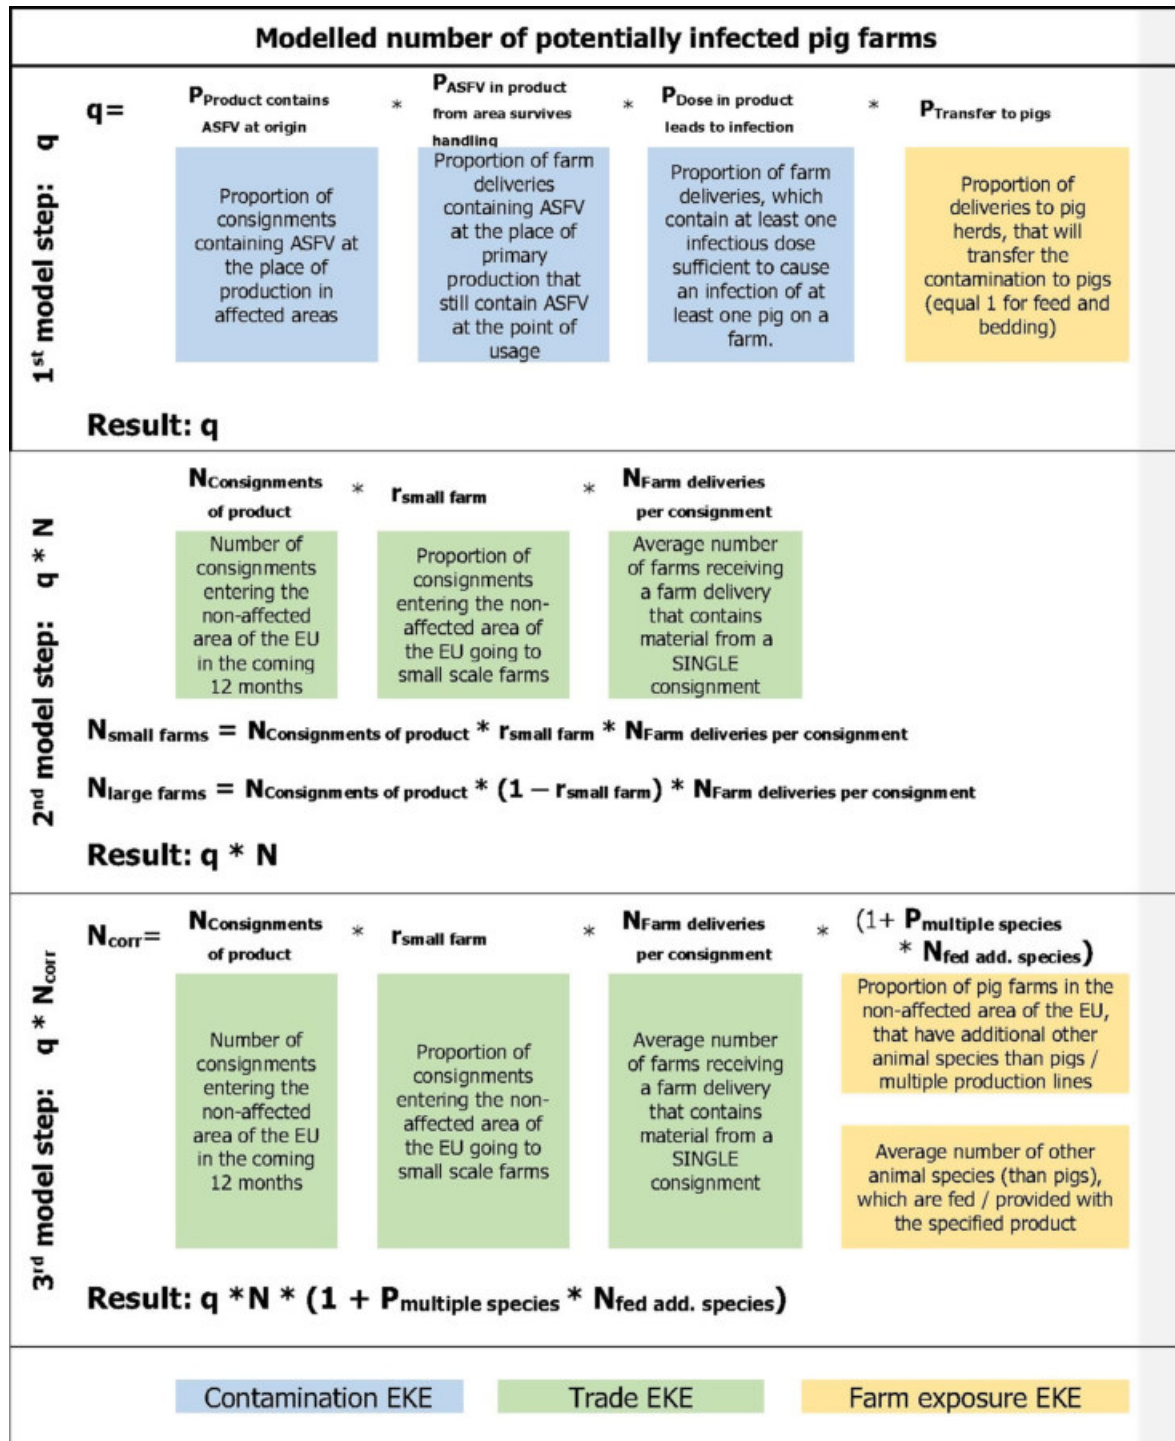 Modelled number of potentially infected pig farms
1st model step: q
q= PProduct contains ASFV at origin * PASFV in product from area survives handling * PDose in product leads to infection * PTransfer to pigs
Proportion of
consignments
containing ASFV at
the place of
production in
affected areas
Proportion of farm
deliveries
containing ASFV
at the place of
primary
production that
still contain ASFV
at the point of
usage
Proportion of farm
deliveries, which
contain at least one
infectious dose
sufficient to cause
an infection of at
least one pig on a
farm.
Proportion of
deliveries to pig
herds, that will
transfer the
contamination to pigs
(equal 1 for feed and
bedding)
Result: q
2nd model step: q * N
NConsignments of product * rsmall farm * NFarm deliveries per consignment
Number of
consignments
entering the
non-affected
area of the EU
in the coming
12 months
Proportion of
consignments
entering the non-
affected area of
the EU going to
small scale farms
Average number
of farms receiving
a farm delivery
that contains
material from a
SINGLE
consignment
Nsmall farms = NConsignments of product * rsmall farm * NFarm deliveries per consignment
Nlarge farms = NConsignments of product * (1 – rsmall farm) * NFarm deliveries per consignment
Result: q * N
3rd model step: q * Ncorr
Ncorr= NConsignments of product * rsmall farm * NFarm deliveries per consignment * (1+ Pmultiple species * Nfed add. species)
Number of
consignments
entering the
non-affected
area of the EU
in the coming
12 months
Proportion of
consignments
entering the non-
affected area of
the EU going to
small scale farms
Average number
of farms receiving
a farm delivery
that contains
material from a
SINGLE
consignment
Proportion of pig farms in the
non-affected area of the EU,
that have additional other
animal species than pigs /
multiple production lines
Average number of other
animal species (than pigs),
which are fed / provided with
the specified product
Result: q *N * (1 + Pmultiple species * Nfed add. species)
Contamination EKE
Trade EKE
Farm exposure EKE